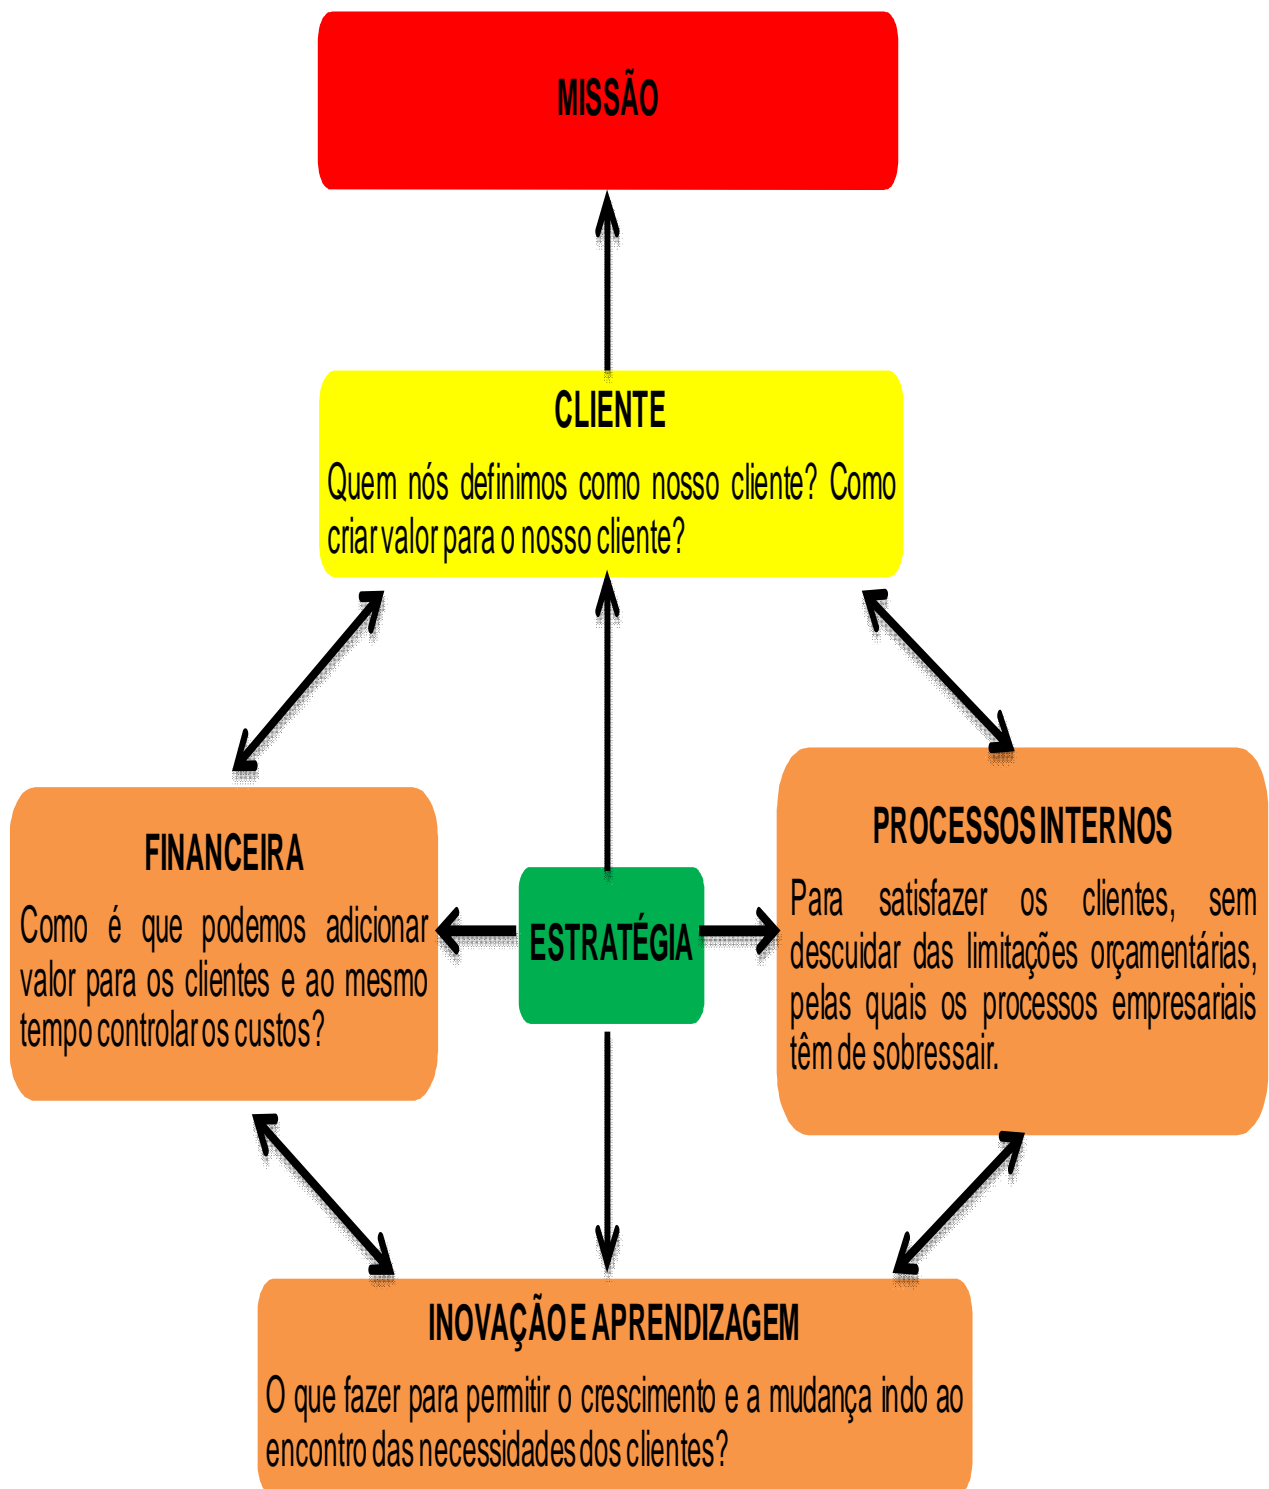 MISSÃO
CLIENTE
Quem nós definimos como nosso cliente? Como
criar valor para o nosso cliente?
FINANCEIRA
Como é que podemos adicionar
valor para os clientes e ao mesmo
tempo controlar os custos?
ESTRATÉGIA
PROCESSOS INTERNOS
Para satisfazer os clientes, sem
descuidar das limitações orçamentárias,
pelas quais os processos empresariais
têm de sobressair.
INOVAÇÃO E APRENDIZAGEM
O que fazer para permitir o crescimento e a mudança indo ao
encontro das necessidades dos clientes?